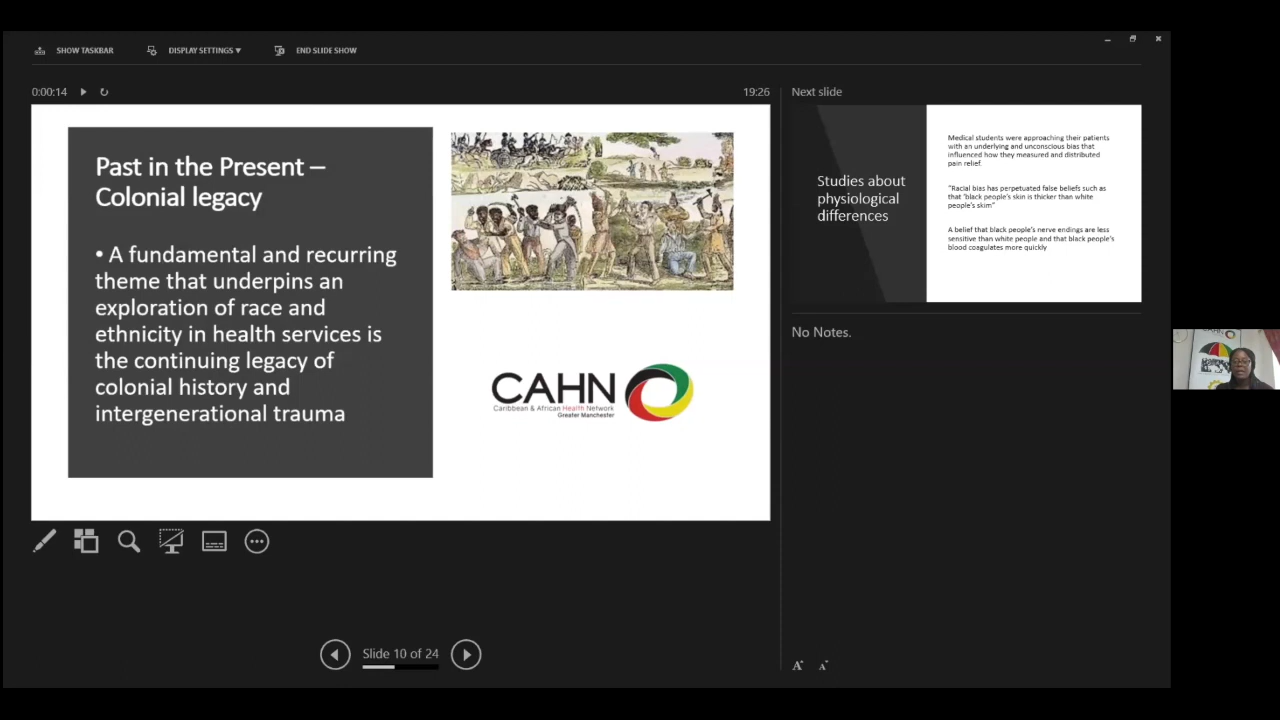 SHOW TASKBAR
DISPLAY SETTINGS ▾
END SLIDE SHOW
0:00:14
19:26
Past in the Present –
Colonial legacy
• A fundamental and recurring
theme that underpins an
exploration of race and
ethnicity in health services is
the continuing legacy of
colonial history and
intergenerational trauma
CAHN
Caribbean & African Health Network
Greater Manchester
Slide 10 of 24
Next slide
Studies about
physiological
differences
Medical students were approaching their patients
with an underlying and unconscious bias that
influenced how they measured and distributed
pain relief.
"Racial bias has perpetuated false beliefs such as
that 'black people's skin is thicker than white
people's skim"
A belief that black people's nerve endings are less
sensitive than white people and that black people's
blood coagulates more quickly
No Notes.
A A